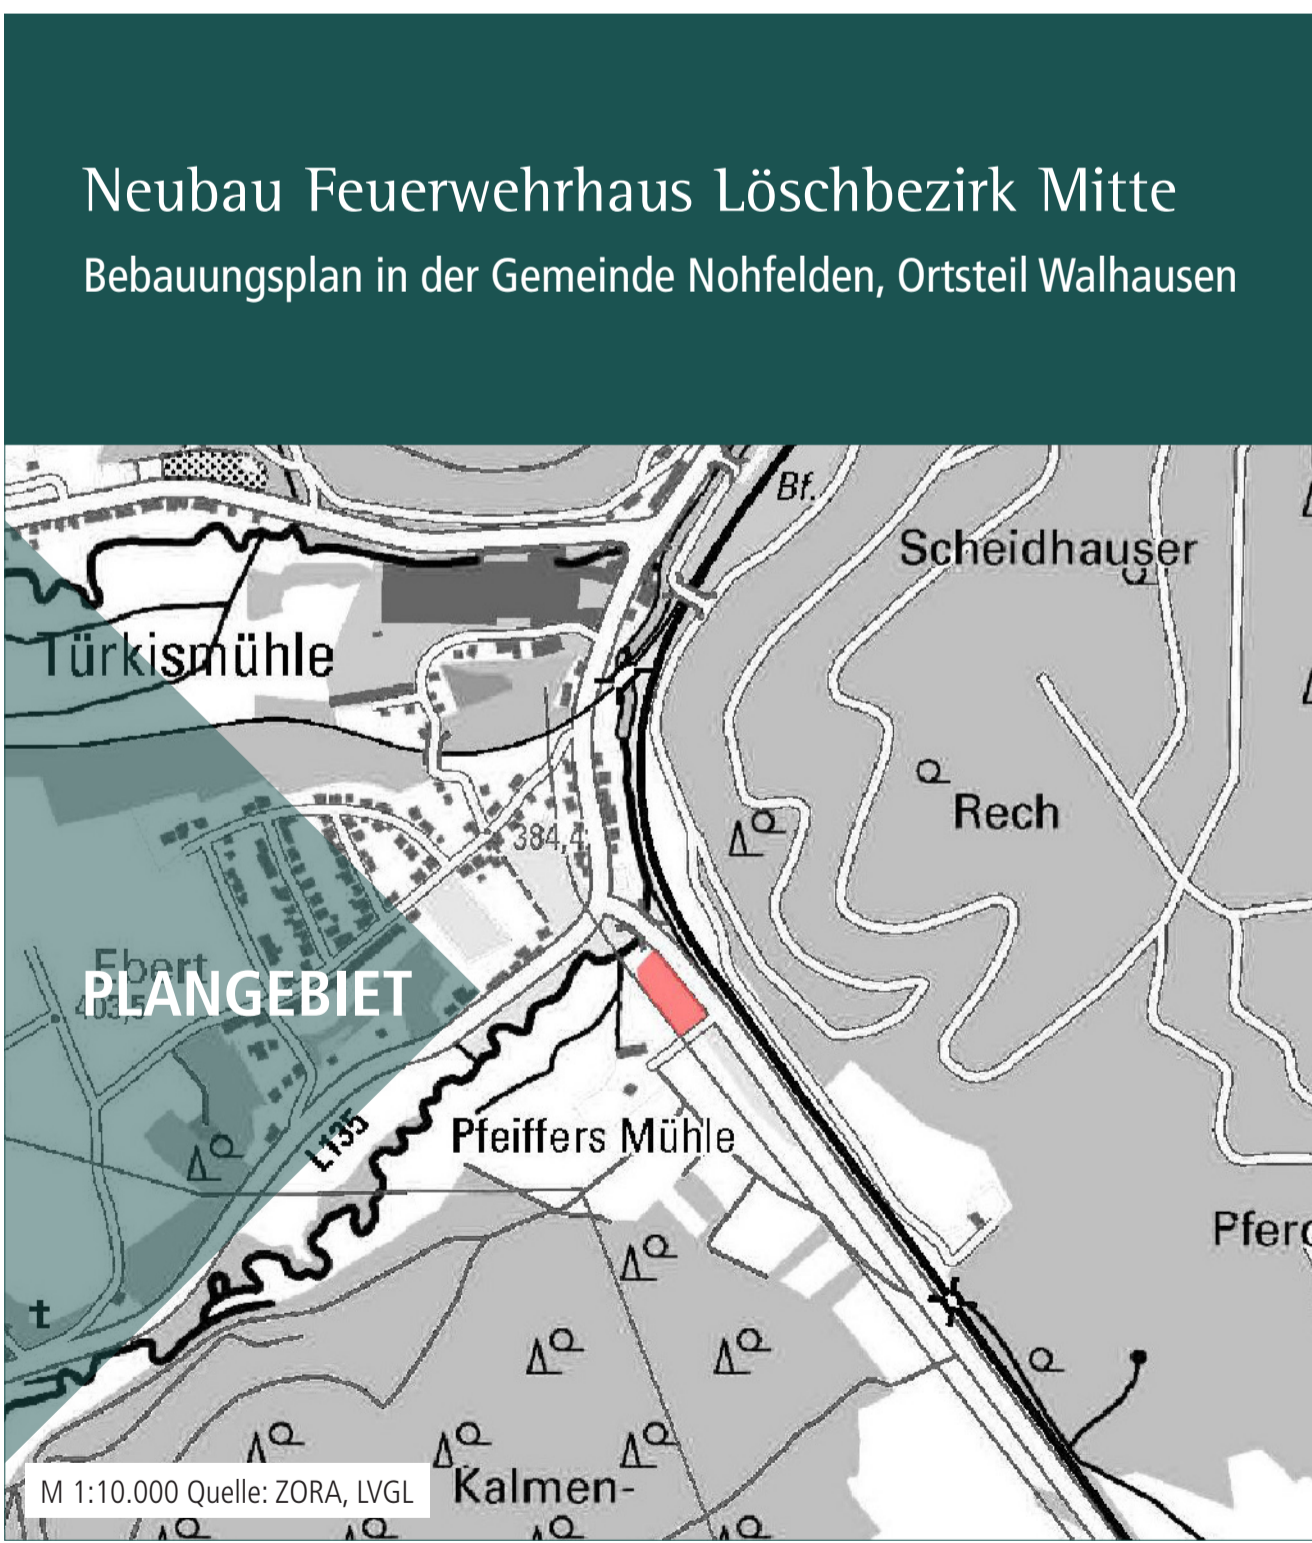 Neubau Feuerwehrhaus Löschbezirk Mitte
Bebauungsplan in der Gemeinde Nohfelden, Ortsteil Walhausen
Bf.
Scheidhauser
Türkismühle
Rech
384,4
Ebert
PLANGEBIET
L135
Pfeiffers Mühle
Kalmen-
M 1:10.000 Quelle: ZORA, LVGL